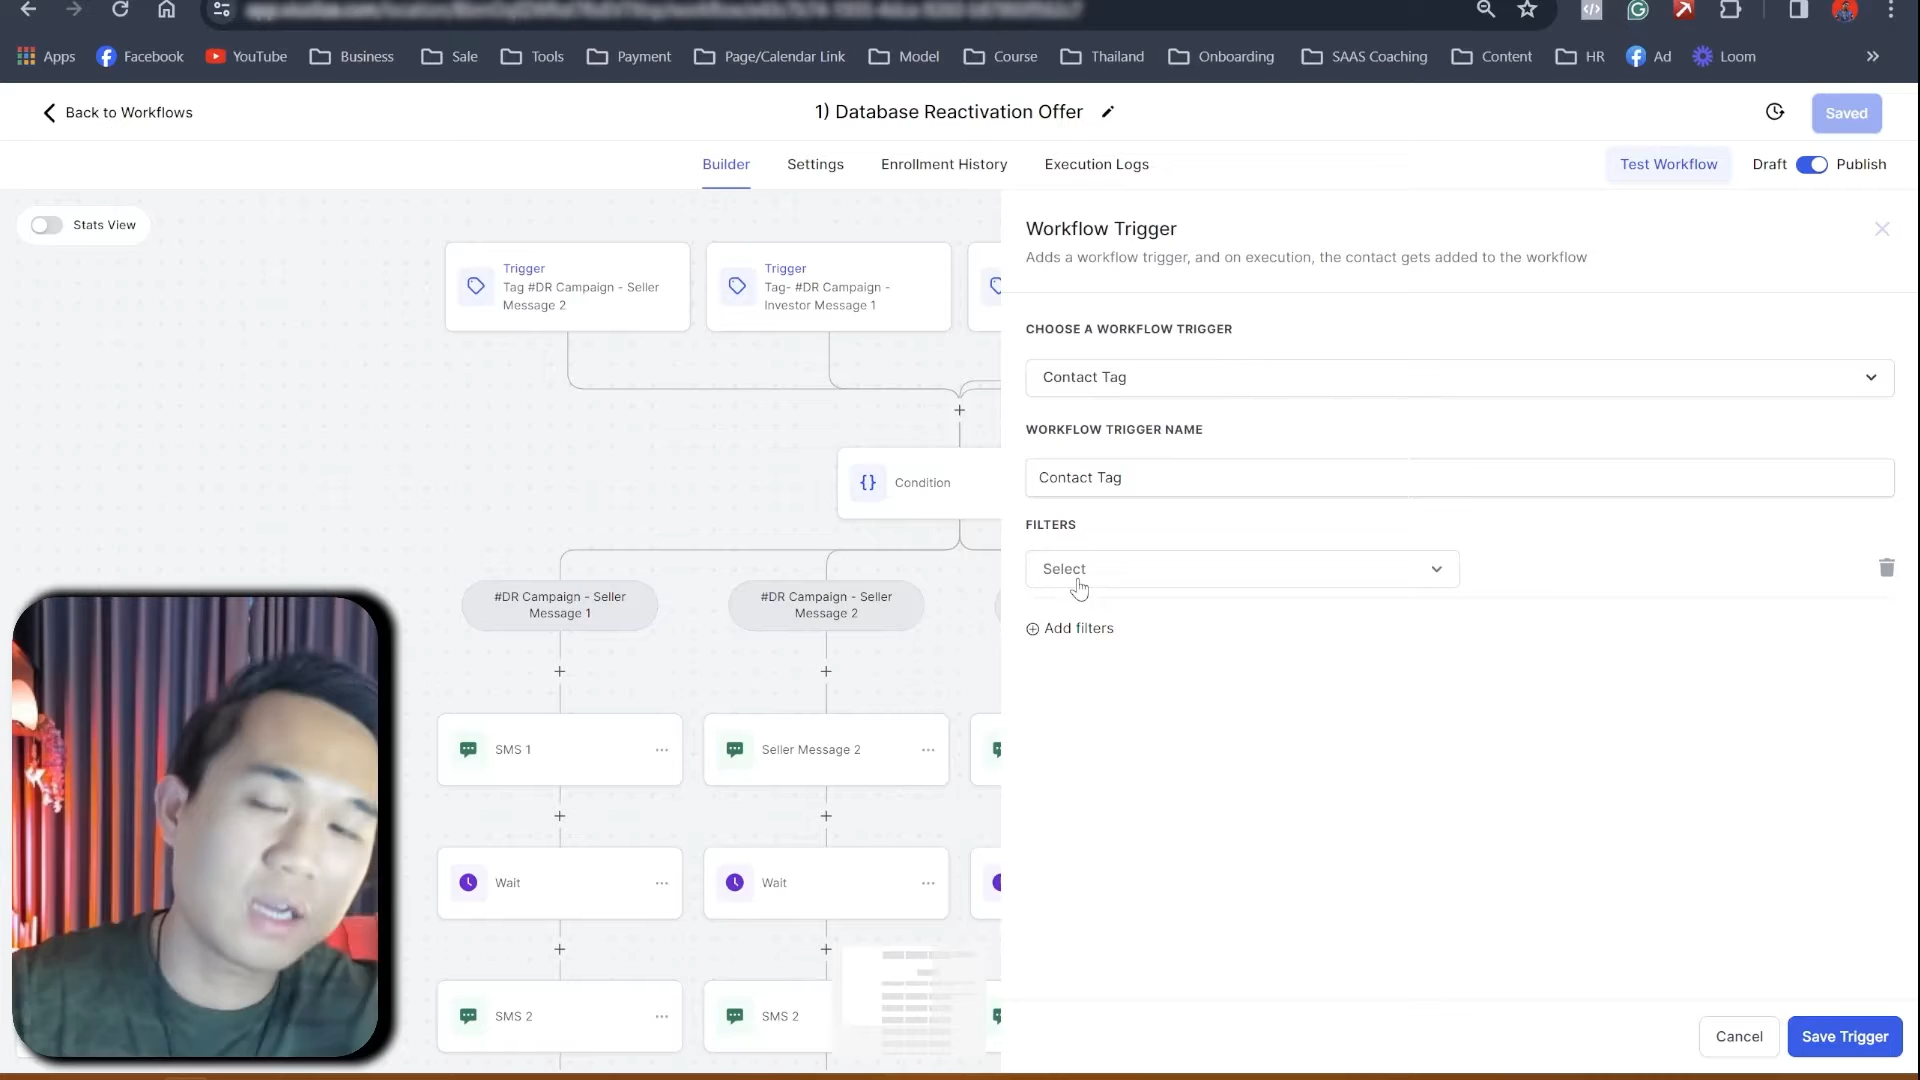 Apps
Facebook
YouTube
Business
Sale
Tools
Payment
Page/Calendar Link
Model
Course
Thailand
Onboarding
SAAS Coaching
Content
HR
Ad
Loom
Back to Workflows
1) Database Reactivation Offer
Saved
Builder
Settings
Enrollment History
Execution Logs
Test Workflow
Draft
Publish
Stats View
Trigger
Tag #DR Campaign - Seller
Message 2
Trigger
Tag- #DR Campaign -
Investor Message 1
Condition
#DR Campaign - Seller
Message 1
#DR Campaign - Seller
Message 2
SMS 1
Seller Message 2
Wait
Wait
SMS 2
SMS 2
Workflow Trigger
Adds a workflow trigger, and on execution, the contact gets added to the workflow
CHOOSE A WORKFLOW TRIGGER
Contact Tag
WORKFLOW TRIGGER NAME
Contact Tag
FILTERS
Select
Add filters
Cancel
Save Trigger